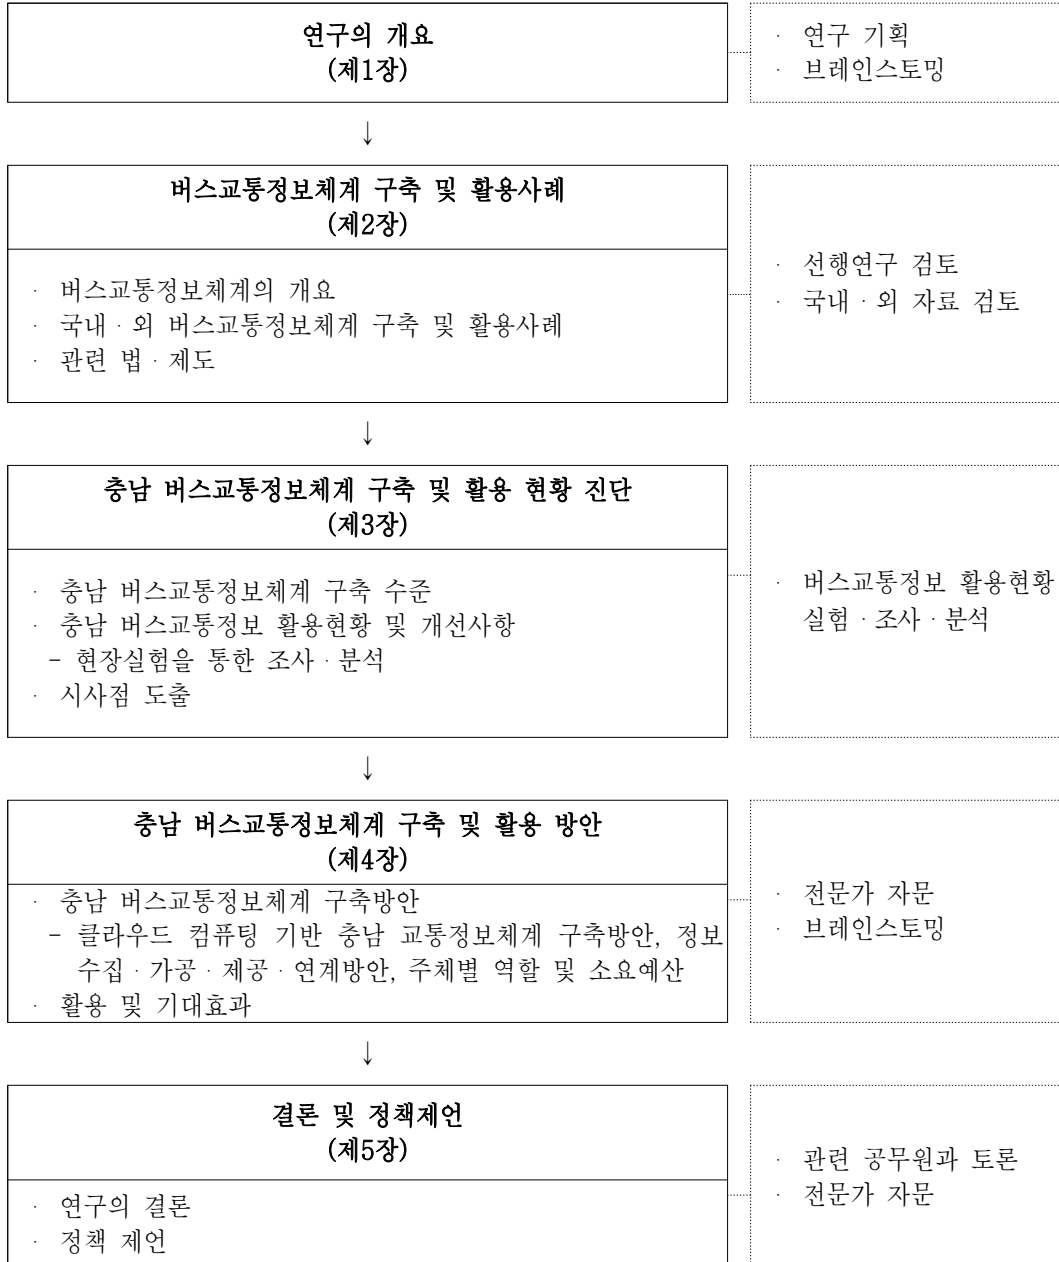 연구의 개요
(제1장)
· 연구 기획
· 브레인스토밍
↓
버스교통정보체계 구축 및 활용사례
(제2장)
· 버스교통정보체계의 개요
· 국내·외 버스교통정보체계 구축 및 활용사례
· 관련 법·제도
· 선행연구 검토
· 국내·외 자료 검토
↓
충남 버스교통정보체계 구축 및 활용 현황 진단
(제3장)
· 충남 버스교통정보체계 구축 수준
· 충남 버스교통정보 활용현황 및 개선사항
- 현장실험을 통한 조사·분석
· 시사점 도출
· 버스교통정보 활용현황
실험·조사·분석
↓
충남 버스교통정보체계 구축 및 활용 방안
(제4장)
· 충남 버스교통정보체계 구축방안
- 클라우드 컴퓨팅 기반 충남 교통정보체계 구축방안, 정보
수집·가공·제공·연계방안, 주체별 역할 및 소요예산
· 활용 및 기대효과
· 전문가 자문
· 브레인스토밍
↓
결론 및 정책제언
(제5장)
· 연구의 결론
· 정책 제언
· 관련 공무원과 토론
· 전문가 자문